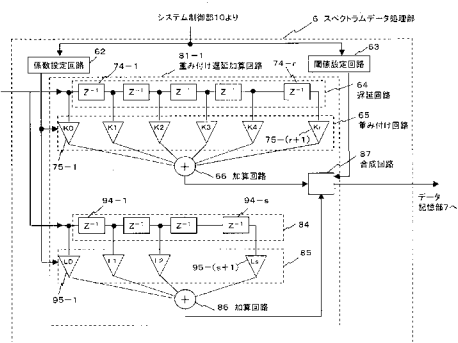 システム制御部10より
6 スペクトラムデータ処理部
62
63
係数設定回路
閾値設定回路
81-1
重み付け遅延加算回路
74-1
74-r
Z⁻¹ Z⁻¹ Z⁻¹ Z⁻¹ Z⁻¹ Z⁻¹
64
遅延回路
65
重み付け回路
K0 K1 K2 K3 K4 Kr
75-1
75-(r+1)
66 加算回路
87
合成回路
データ
記憶部7へ
94-1
94-s
Z⁻¹ Z⁻¹ Z⁻¹ Z⁻¹
84
85
L0 L1 L2 Ls
95-1
95-(s+1)
86 加算回路